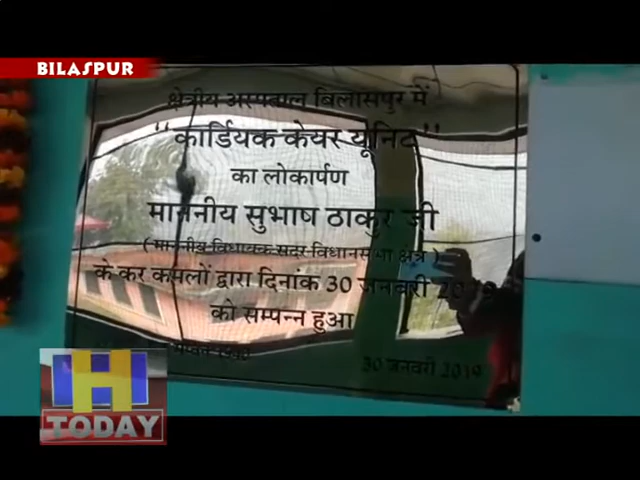 BILASPUR
क्षेत्रीय अस्पताल बिलासपुर में
"कार्डियक केयर यूनिट"
का लोकार्पण
माननीय सुभाष ठाकुर जी
(माननीय विधायक सदर विधानसभा क्षेत्र)
के कर कमलों द्वारा दिनांक 30 जनवरी 2019
को सम्पन्न हुआ
30 जनवरी 2019
H
TODAY